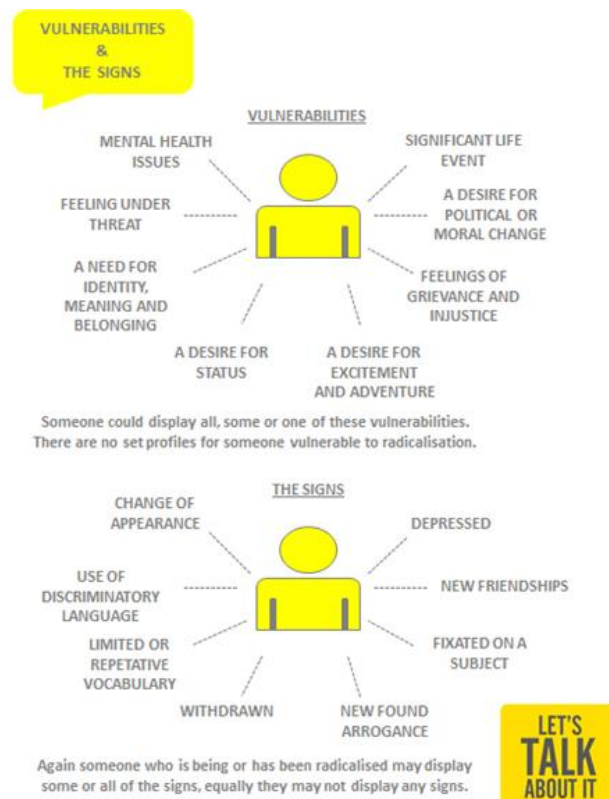 VULNERABILITIES
&
THE SIGNS
VULNERABILITIES
MENTAL HEALTH
ISSUES
SIGNIFICANT LIFE
EVENT
FEELING UNDER
THREAT
A DESIRE FOR
POLITICAL OR
MORAL CHANGE
A NEED FOR
IDENTITY,
MEANING AND
BELONGING
FEELINGS OF
GRIEVANCE AND
INJUSTICE
A DESIRE FOR
STATUS
A DESIRE FOR
EXCITEMENT
AND ADVENTURE
Someone could display all, some or one of these vulnerabilities.
There are no set profiles for someone vulnerable to radicalisation.
THE SIGNS
CHANGE OF
APPEARANCE
DEPRESSED
USE OF
DISCRIMINATORY
LANGUAGE
NEW FRIENDSHIPS
LIMITED OR
REPETATIVE
VOCABULARY
FIXATED ON A
SUBJECT
WITHDRAWN
NEW FOUND
ARROGANCE
Again someone who is being or has been radicalised may display
some or all of the signs, equally they may not display any signs.
LET'S
TALK
ABOUT IT